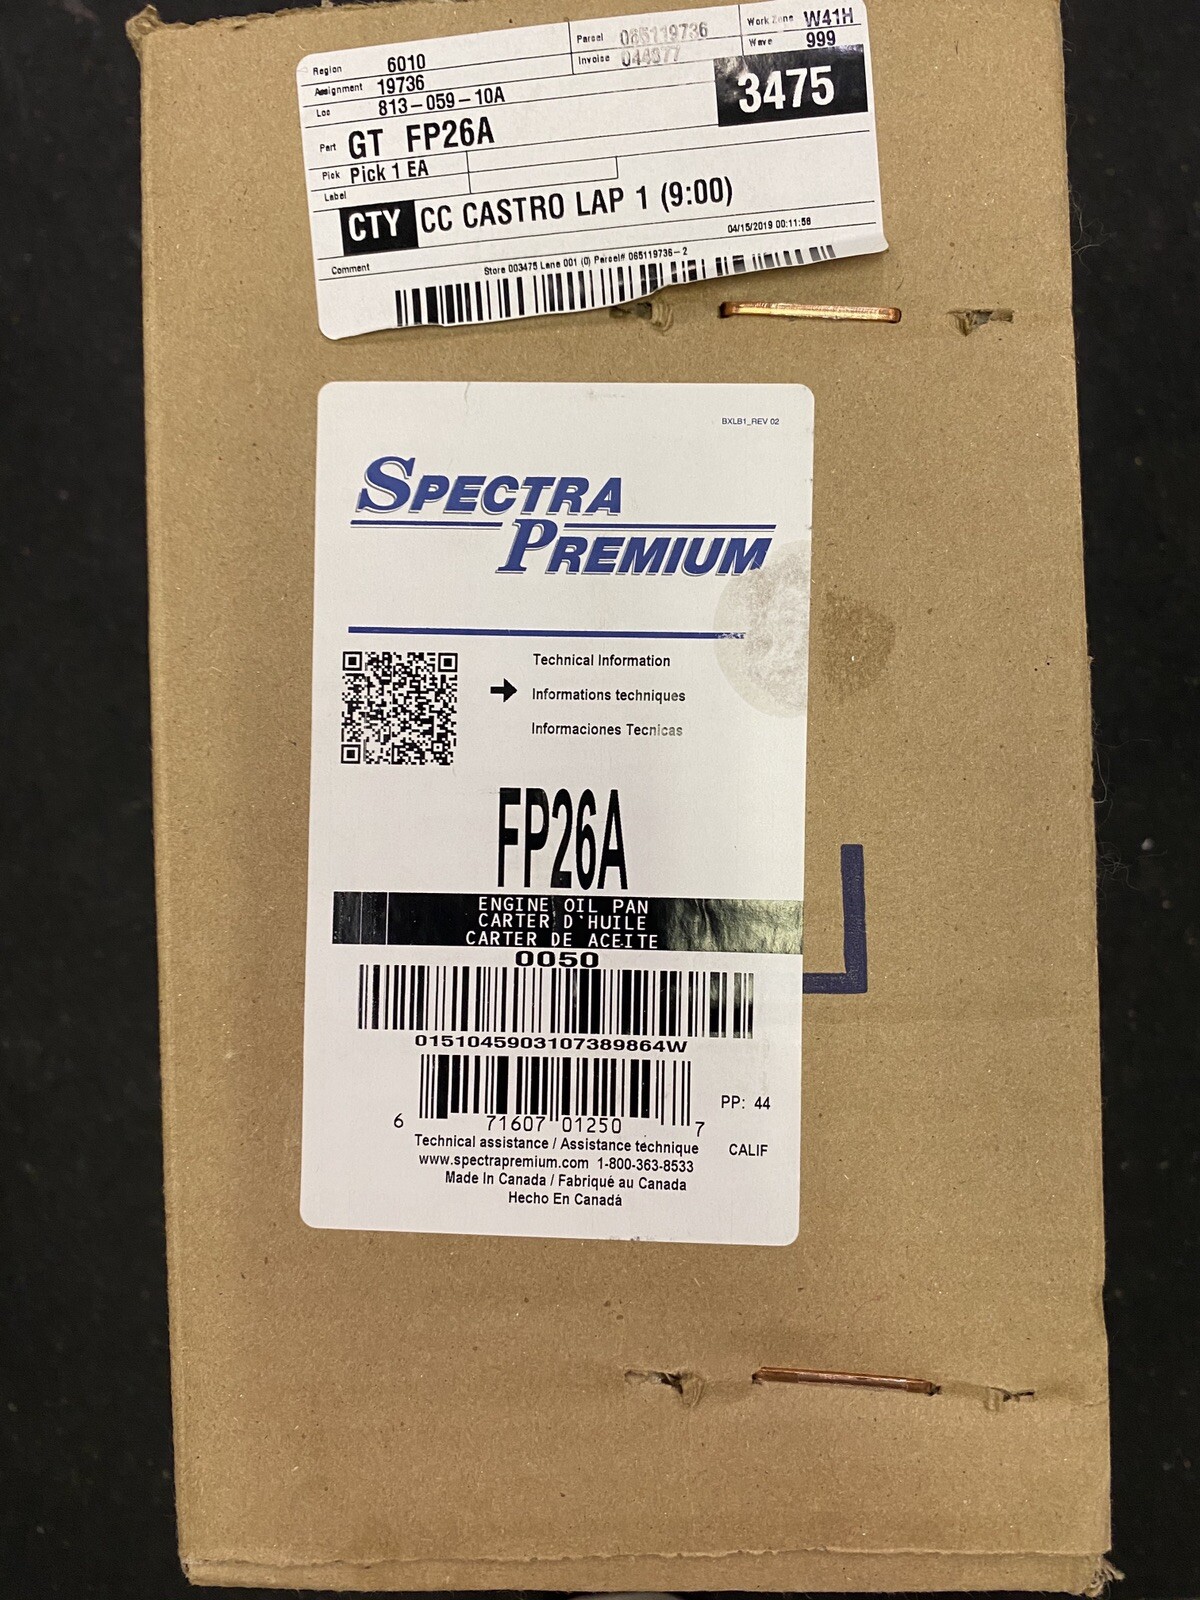 Region 6010
Parcel 065119736
Work Zone W41H
Assignment 19736
Invoice 044877
Wave 999
Loc 813-059-10A
3475
Part GT FP26A
Pick Pick 1 EA
Label
CTY CC CASTRO LAP 1 (9:00)
04/15/2019 00:11:58
Comment
Store 003475 Lane 001 (0) Parcel# 065119736-2
BXLB1_REV 02
SPECTRA
PREMIUM
Technical Information
Informations techniques
Informaciones Tecnicas
FP26A
ENGINE OIL PAN
CARTER D'HUILE
CARTER DE ACEITE
0050
0151045903107389864W
6 71607 01250 7
PP: 44
Technical assistance / Assistance technique
CALIF
www.spectrapremium.com 1-800-363-8533
Made In Canada / Fabriqué au Canada
Hecho En Canadá